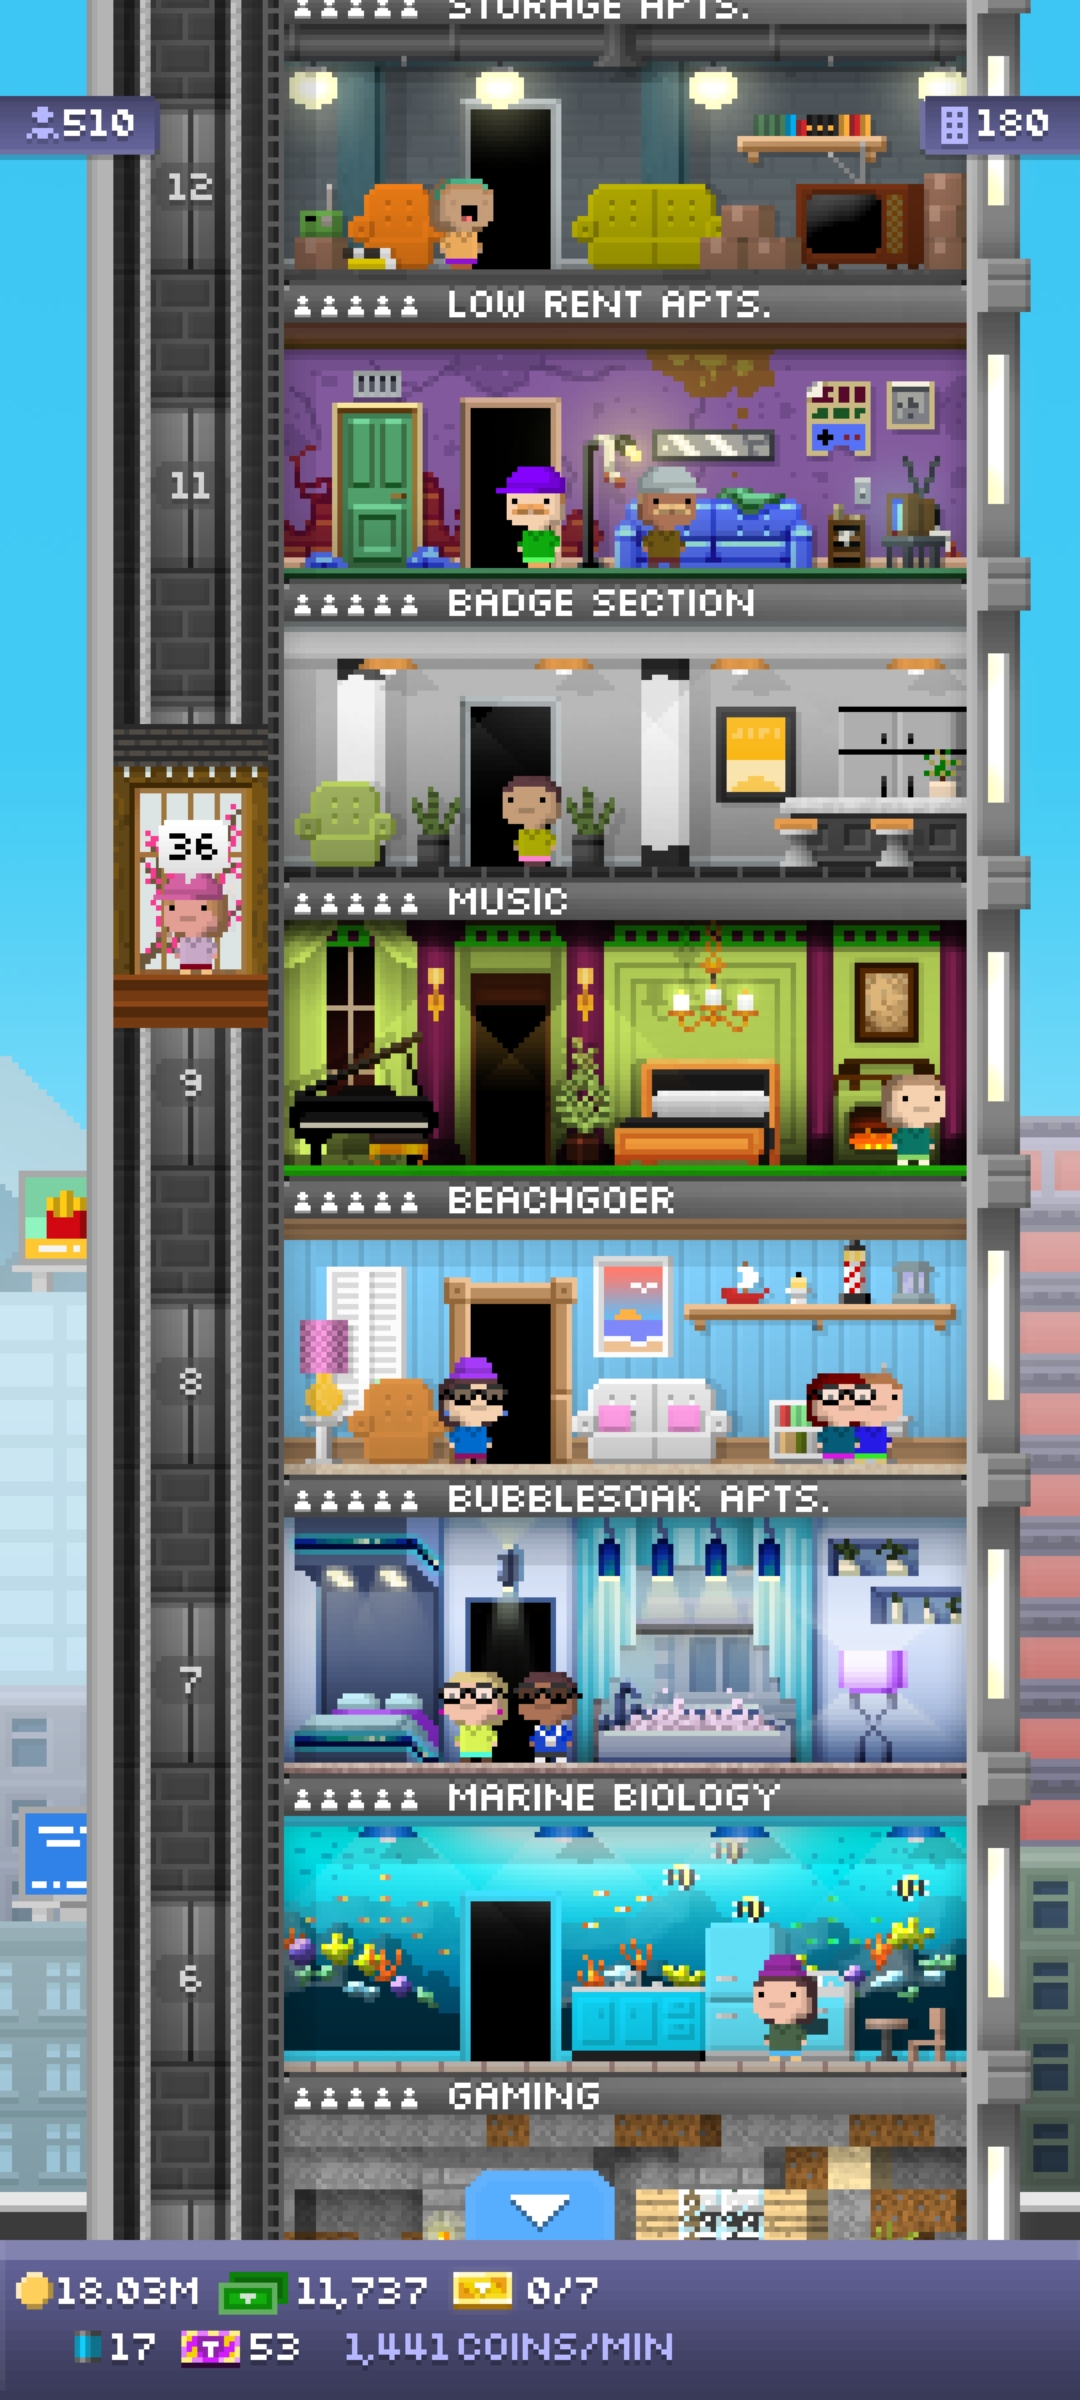 STORAGE APTS.
510
180
12
LOW RENT APTS.
11
BADGE SECTION
36
MUSIC
9
BEACHGOER
8
BUBBLESOAK APTS.
7
MARINE BIOLOGY
6
GAMING
18.03M 11,737 0/7
17 T 53 1,441 COINS/MIN